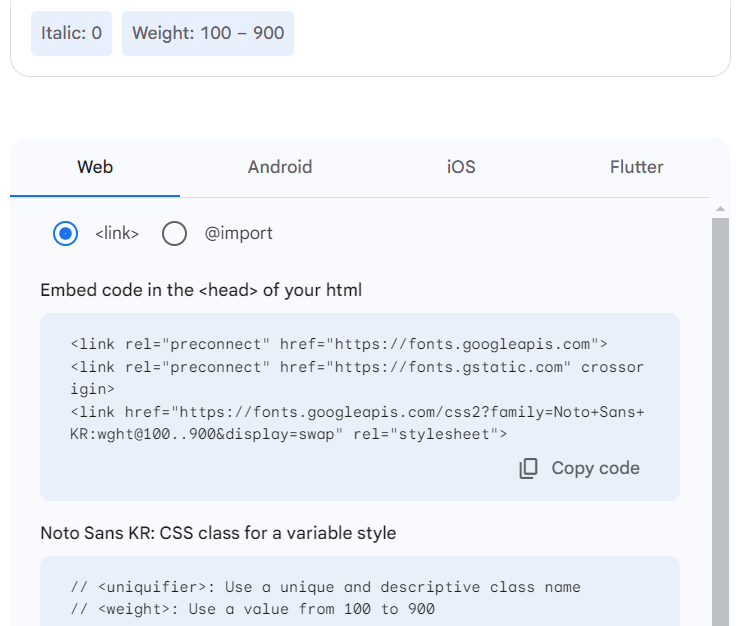 Italic: 0 Weight: 100 – 900
Web Android iOS Flutter
<link> @import
Embed code in the <head> of your html
<link rel="preconnect" href="https://fonts.googleapis.com">
<link rel="preconnect" href="https://fonts.gstatic.com" crossor
igin>
<link href="https://fonts.googleapis.com/css2?family=Noto+Sans+
KR:wght@100..900&display=swap" rel="stylesheet">
Copy code
Noto Sans KR: CSS class for a variable style
// <uniquifier>: Use a unique and descriptive class name
// <weight>: Use a value from 100 to 900